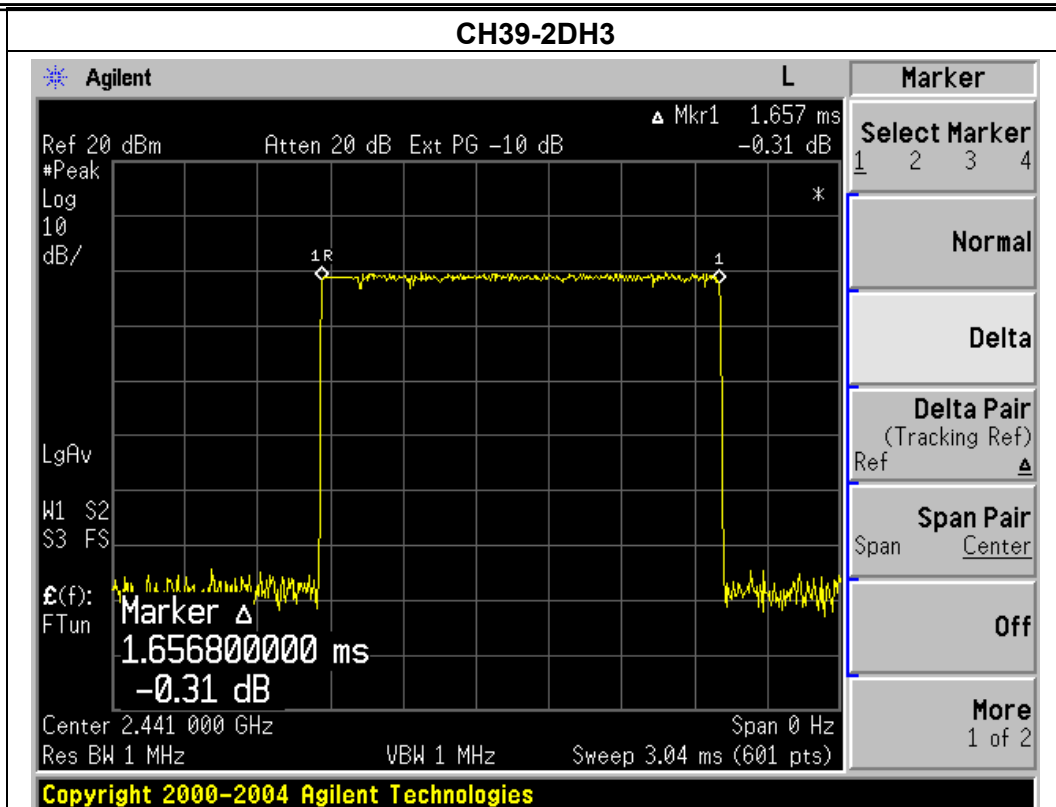 CH39-2DH3
Agilent L Marker
▵ Mkr1 1.657 ms
Ref 20 dBm Atten 20 dB Ext PG -10 dB -0.31 dB
#Peak
Log
10
dB/
*
1R
1
LgAv
W1 S2
S3 FS
£(f):
FTun
Marker ▵
1.656800000 ms
-0.31 dB
Center 2.441 000 GHz Span 0 Hz
Res BW 1 MHz VBW 1 MHz Sweep 3.04 ms (601 pts)
Select Marker
1 2 3 4
Normal
Delta
Delta Pair
(Tracking Ref)
Ref ▵
Span Pair
Span Center
Off
More
1 of 2
Copyright 2000-2004 Agilent Technologies